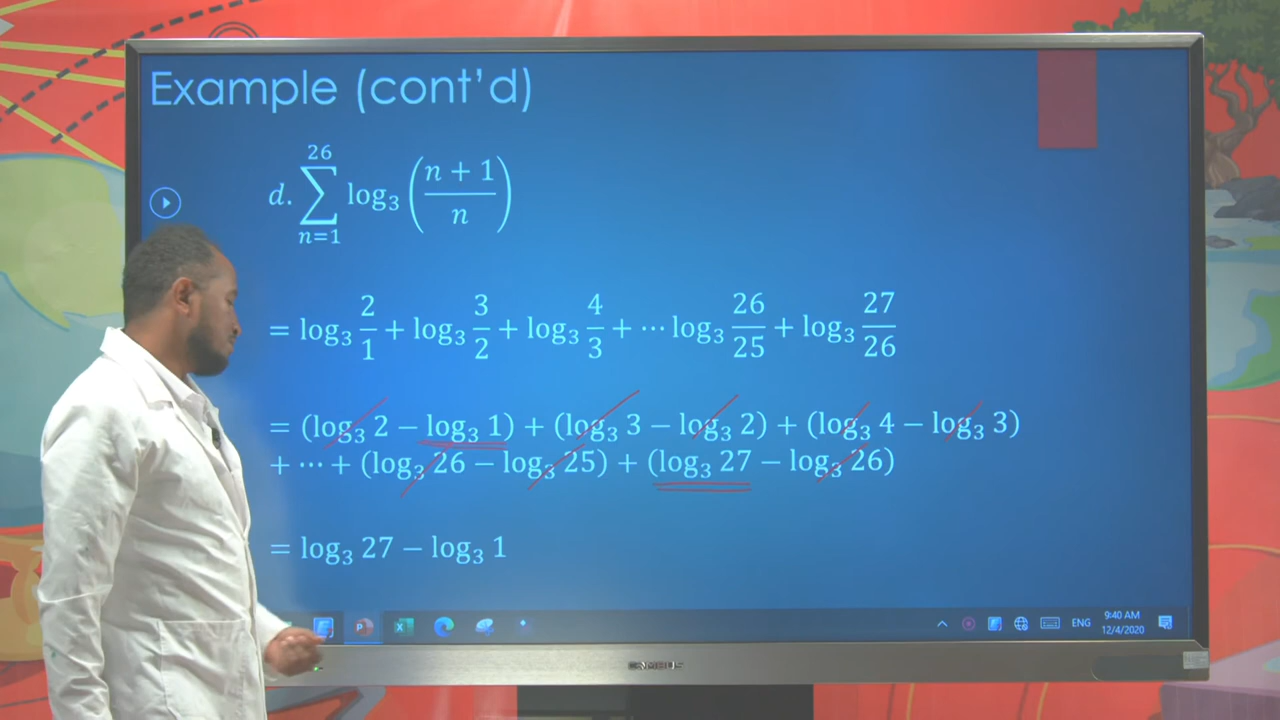 Example (cont'd)
26
d. ∑ log₃ ((n + 1)/n)
n=1
= log₃ 2/1 + log₃ 3/2 + log₃ 4/3 + ⋯ log₃ 26/25 + log₃ 27/26
= (log₃ 2 − log₃ 1) + (log₃ 3 − log₃ 2) + (log₃ 4 − log₃ 3)
+ ⋯ + (log₃ 26 − log₃ 25) + (log₃ 27 − log₃ 26)
= log₃ 27 − log₃ 1
ENG
9:40 AM
12/4/2020